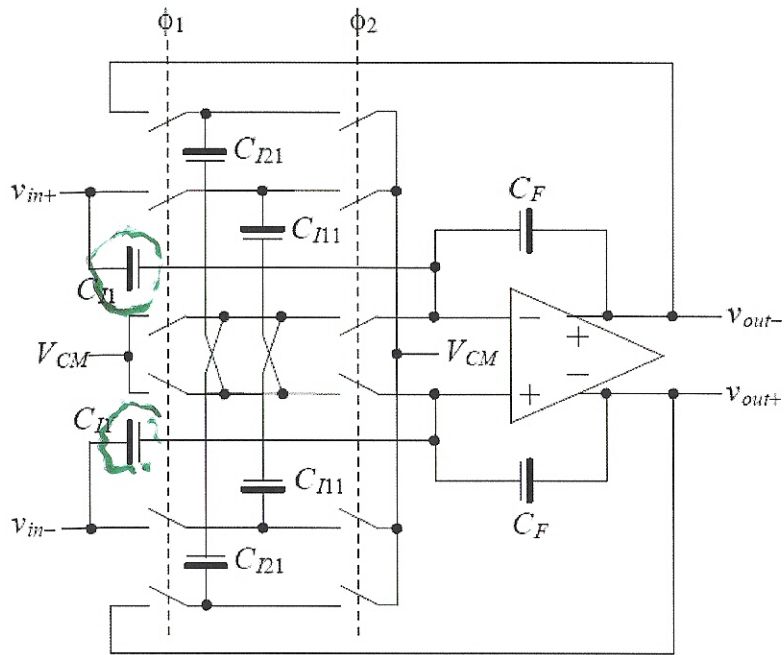 ϕ1 ϕ2
C_I21
v_in+
C_F
C_I11
C_I1
− + v_out−
V_CM V_CM
+ − v_out+
C_I1
C_I11
C_F
v_in−
C_I21